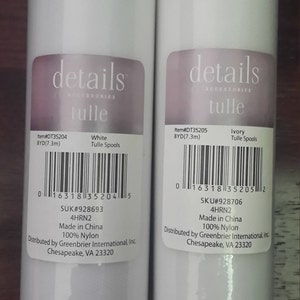 details
accessories
tulle
Item#DT35204 White
8YD(7.3m) Tulle Spools
0 16318 35204 5
SUK#928693
4HRN2
Made in China
100% Nylon
Distributed by Greenbrier International, Inc.
Chesapeake, VA 23320
details
accessories
tulle
Item#DT35205 Ivory
8YD(7.3m) Tulle Spools
0 16318 35205 2
SKU#928706
4HRN2
Made in China
100% Nylon
Distributed by Greenbrier International, Inc.
Chesapeake, VA 23320